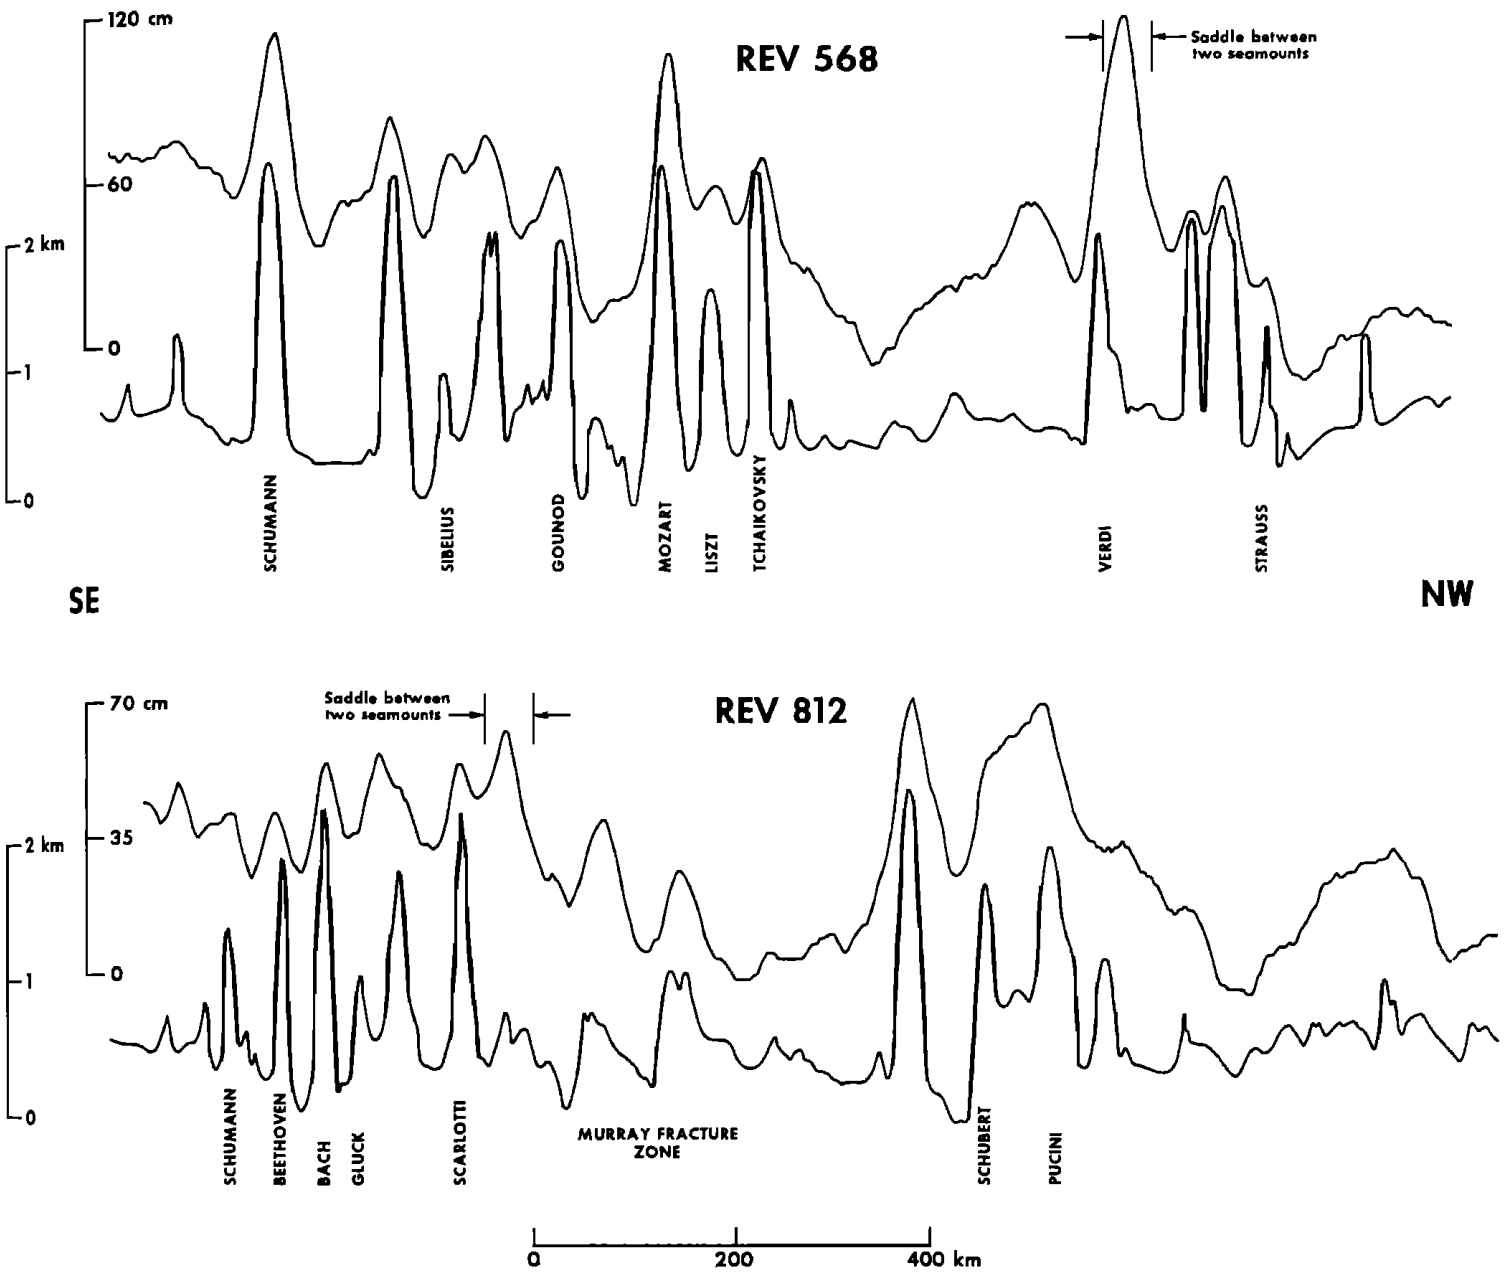 120 cm
REV 568
Saddle between
two seamounts
60
2 km
0
1
0
SCHUMANN
SIBELIUS
GOUNOD
MOZART
LISZT
TCHAIKOVSKY
VERDI
STRAUSS
SE
NW
70 cm
Saddle between
two seamounts
REV 812
35
2 km
0
1
0
SCHUMANN
BEETHOVEN
BACH
GLUCK
SCARLOTTI
MURRAY FRACTURE
ZONE
SCHUBERT
PUCINI
0 200 400 km